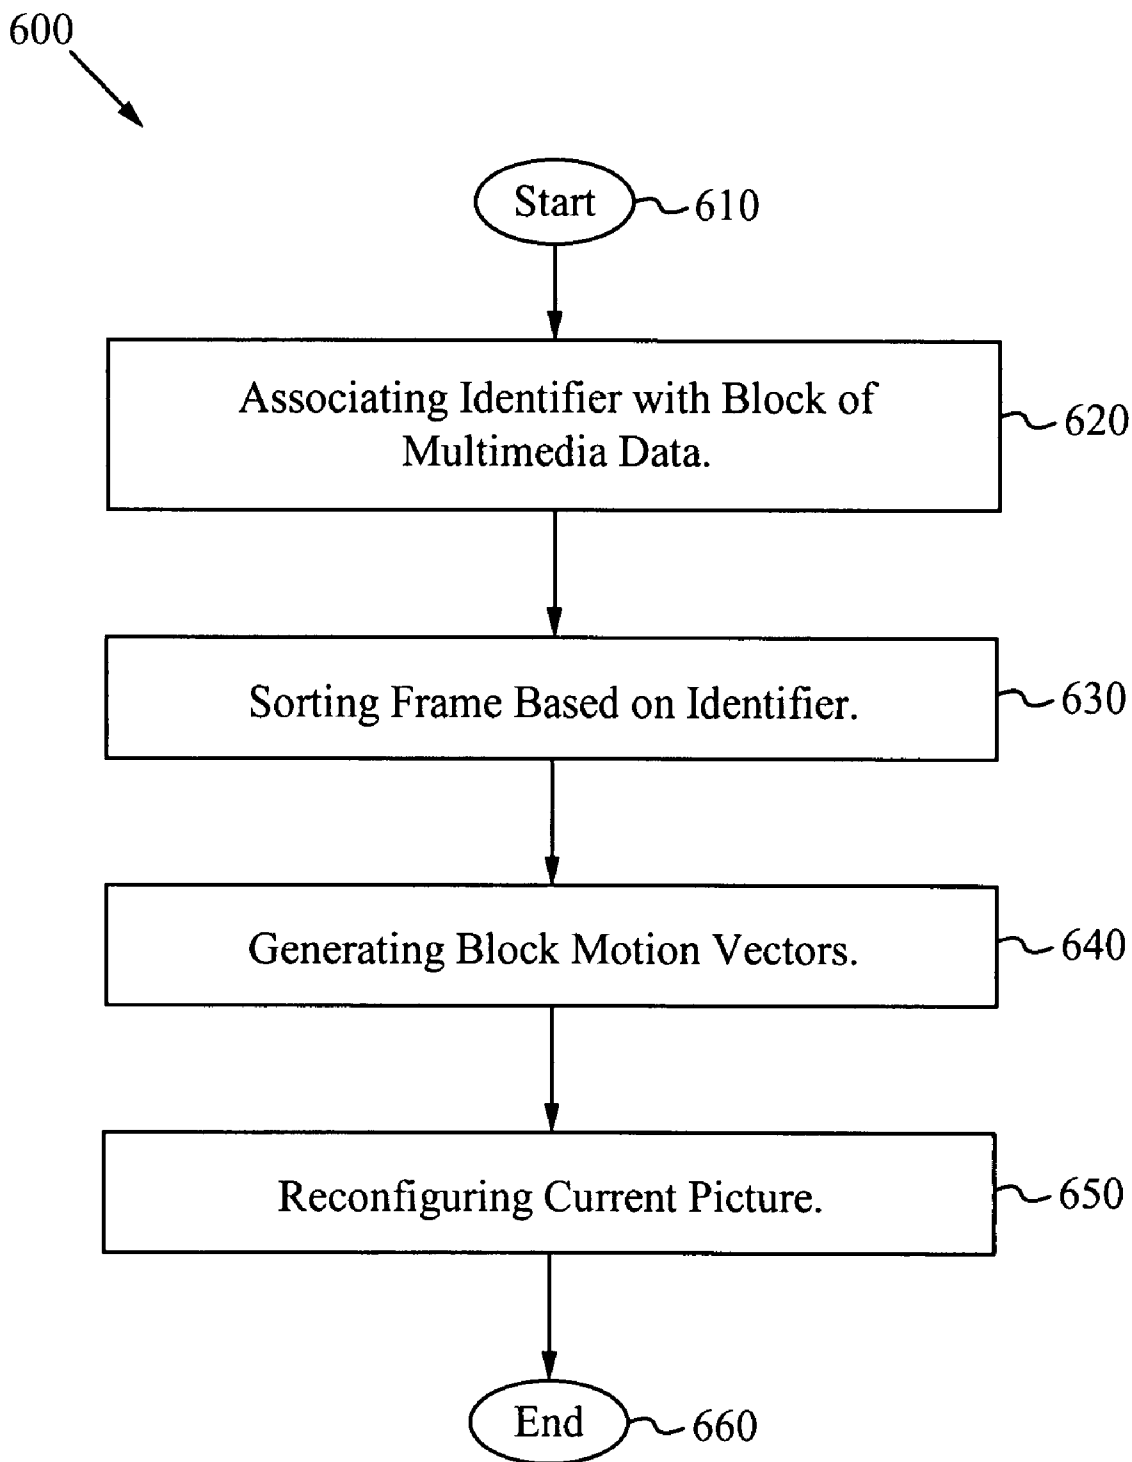 600
Start
610
Associating Identifier with Block of
Multimedia Data.
620
Sorting Frame Based on Identifier.
630
Generating Block Motion Vectors.
640
Reconfiguring Current Picture.
650
End
660